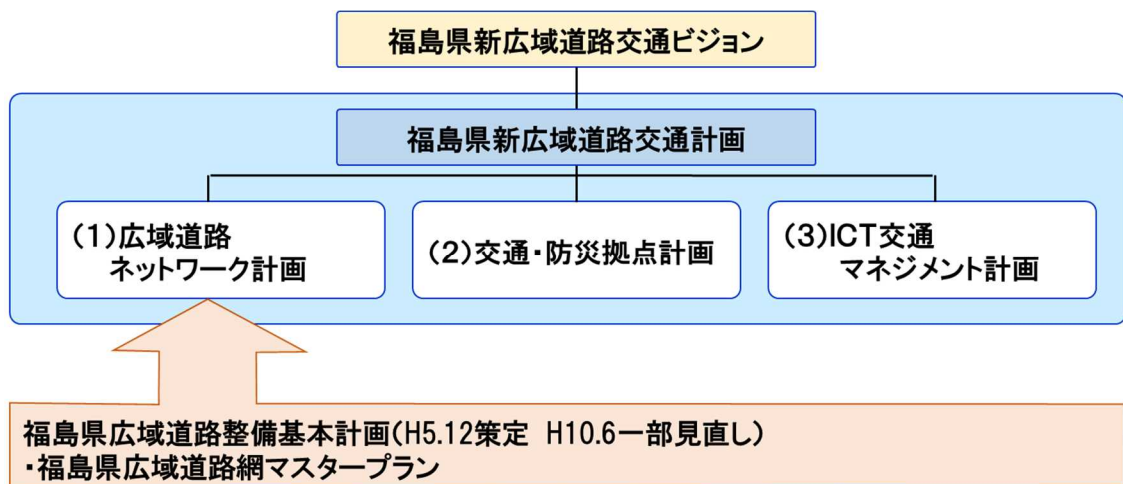 福島県新広域道路交通ビジョン
福島県新広域道路交通計画
(1)広域道路
ネットワーク計画
(2)交通・防災拠点計画
(3)ICT交通
マネジメント計画
福島県広域道路整備基本計画(H5.12策定 H10.6一部見直し)
・福島県広域道路網マスタープラン